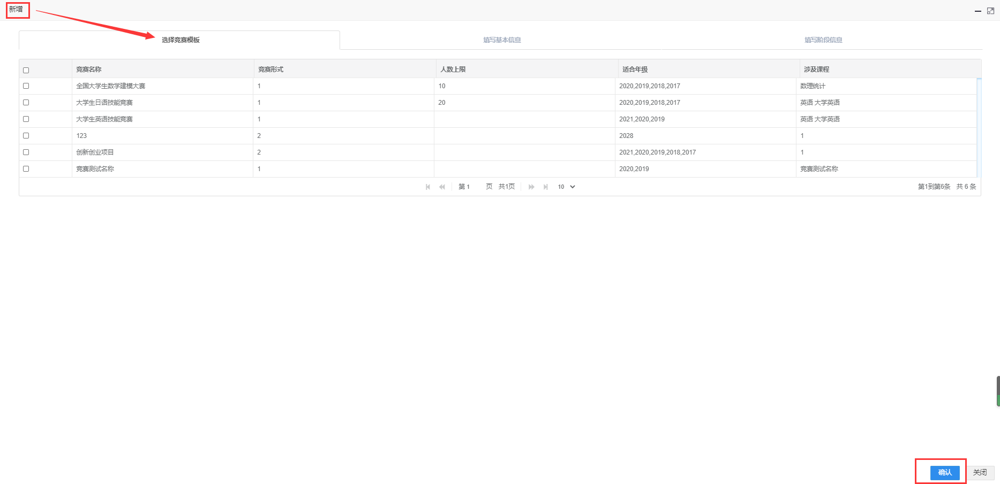 新增
选择竞赛模板 填写基本信息 填写阶段信息
竞赛名称 竞赛形式 人数上限 适合年级 涉及课程
全国大学生数学建模大赛 1 10 2020,2019,2018,2017 数理统计
大学生日语技能竞赛 1 20 2020,2019,2018,2017 英语 大学英语
大学生英语技能竞赛 1 2021,2020,2019 英语 大学英语
123 2 2028 1
创新创业项目 2 2021,2020,2019,2018,2017 1
竞赛测试名称 1 2020,2019 竞赛测试名称
第 1 页 共1页 10 第1到第6条 共 6 条
确认 关闭